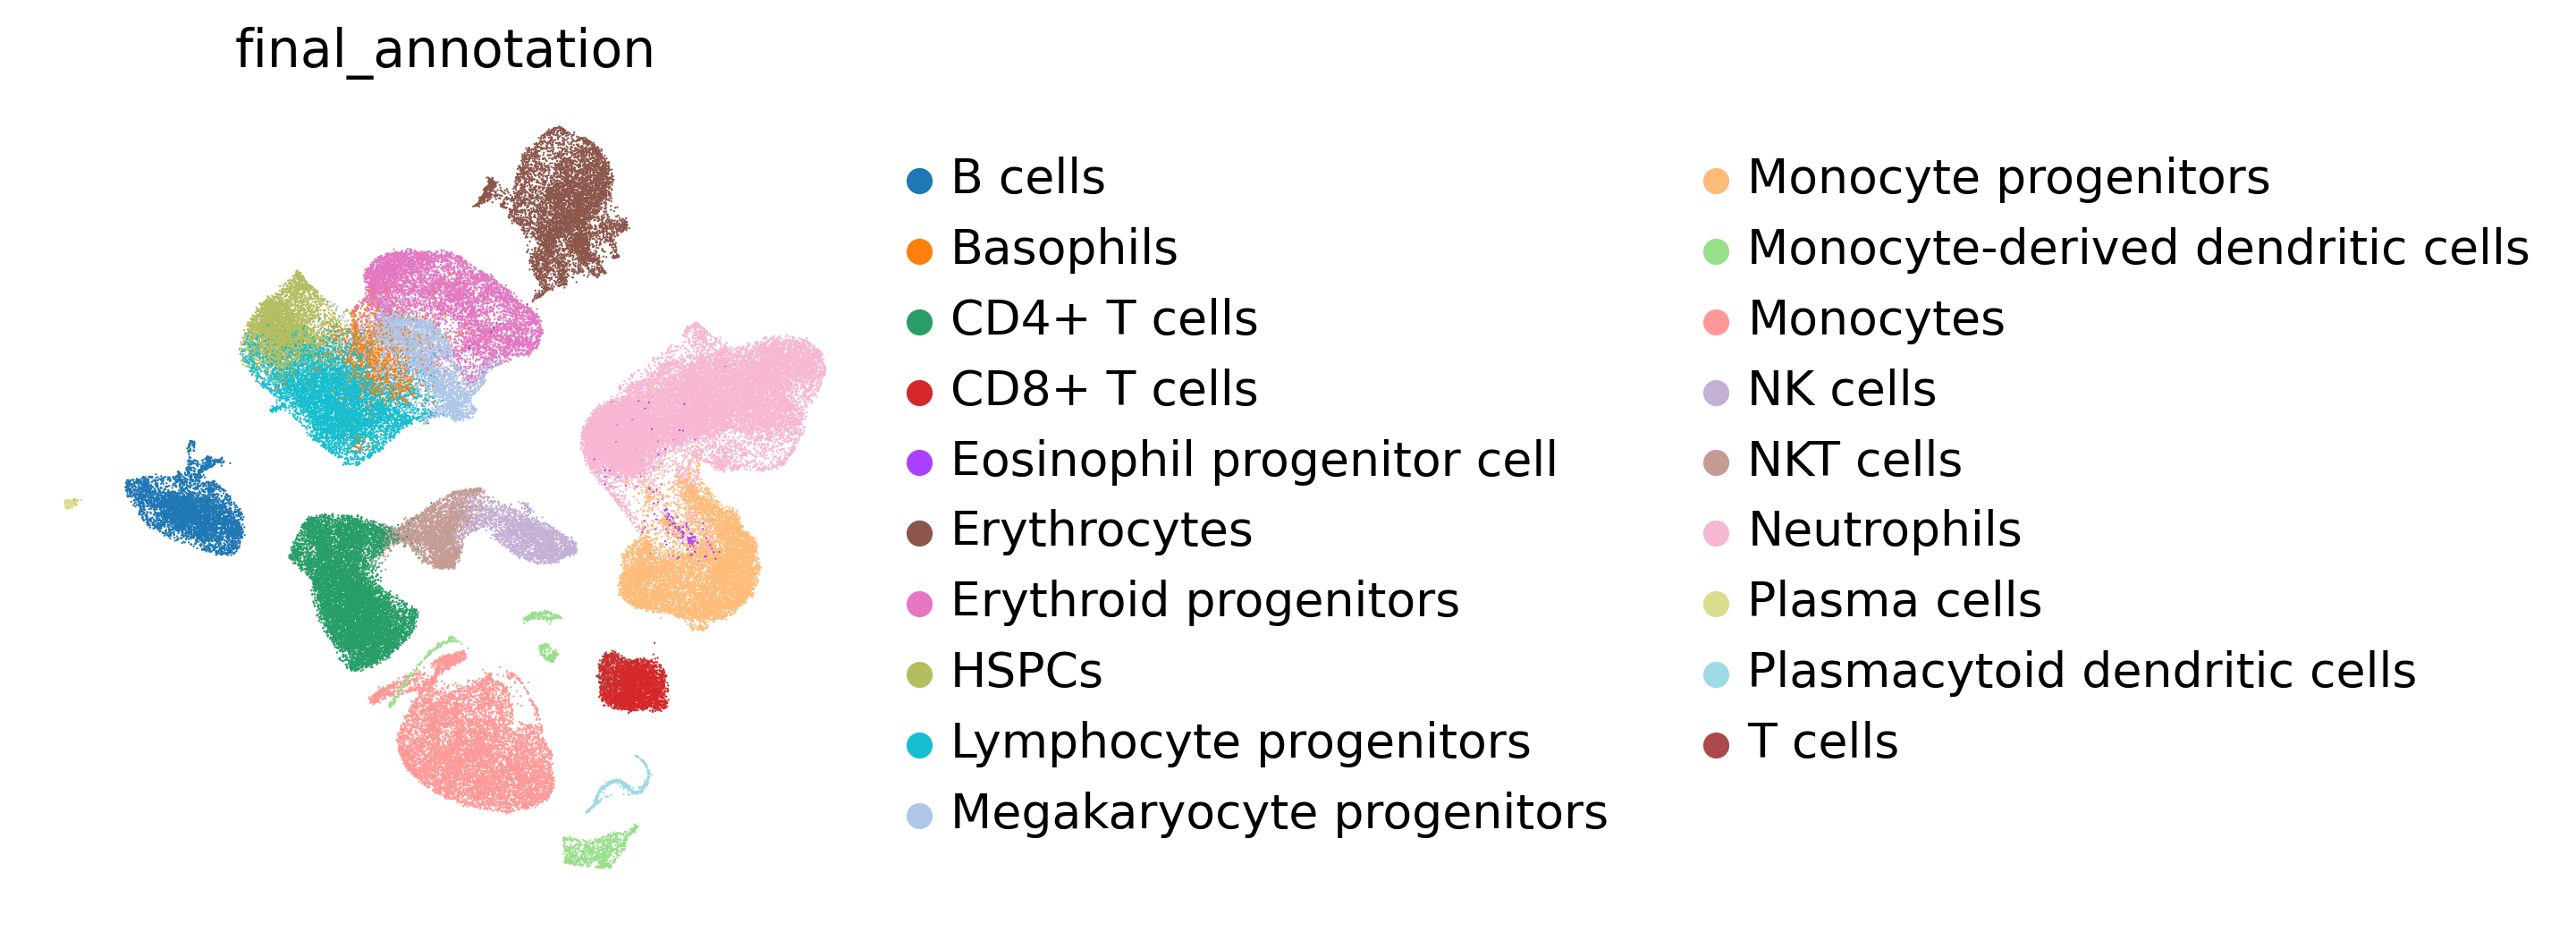 final_annotation
B cells
Basophils
CD4+ T cells
CD8+ T cells
Eosinophil progenitor cell
Erythrocytes
Erythroid progenitors
HSPCs
Lymphocyte progenitors
Megakaryocyte progenitors
Monocyte progenitors
Monocyte-derived dendritic cells
Monocytes
NK cells
NKT cells
Neutrophils
Plasma cells
Plasmacytoid dendritic cells
T cells